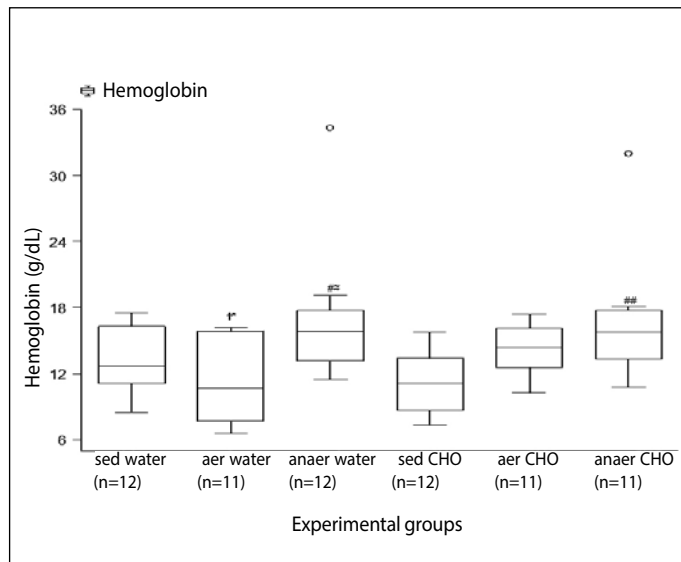 Hemoglobin
36
30
24
18
12
6
Hemoglobin (g/dL)
##
sed water aer water anaer water sed CHO aer CHO anaer CHO
(n=12) (n=11) (n=12) (n=12) (n=11) (n=11)
Experimental groups